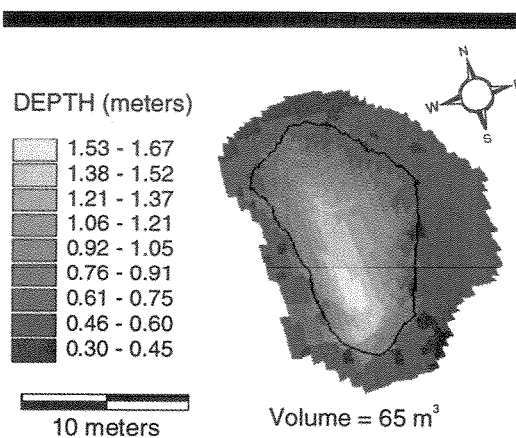 N
W
S
DEPTH (meters)
1.53 - 1.67
1.38 - 1.52
1.21 - 1.37
1.06 - 1.21
0.92 - 1.05
0.76 - 0.91
0.61 - 0.75
0.46 - 0.60
0.30 - 0.45
10 meters
Volume = 65 m³